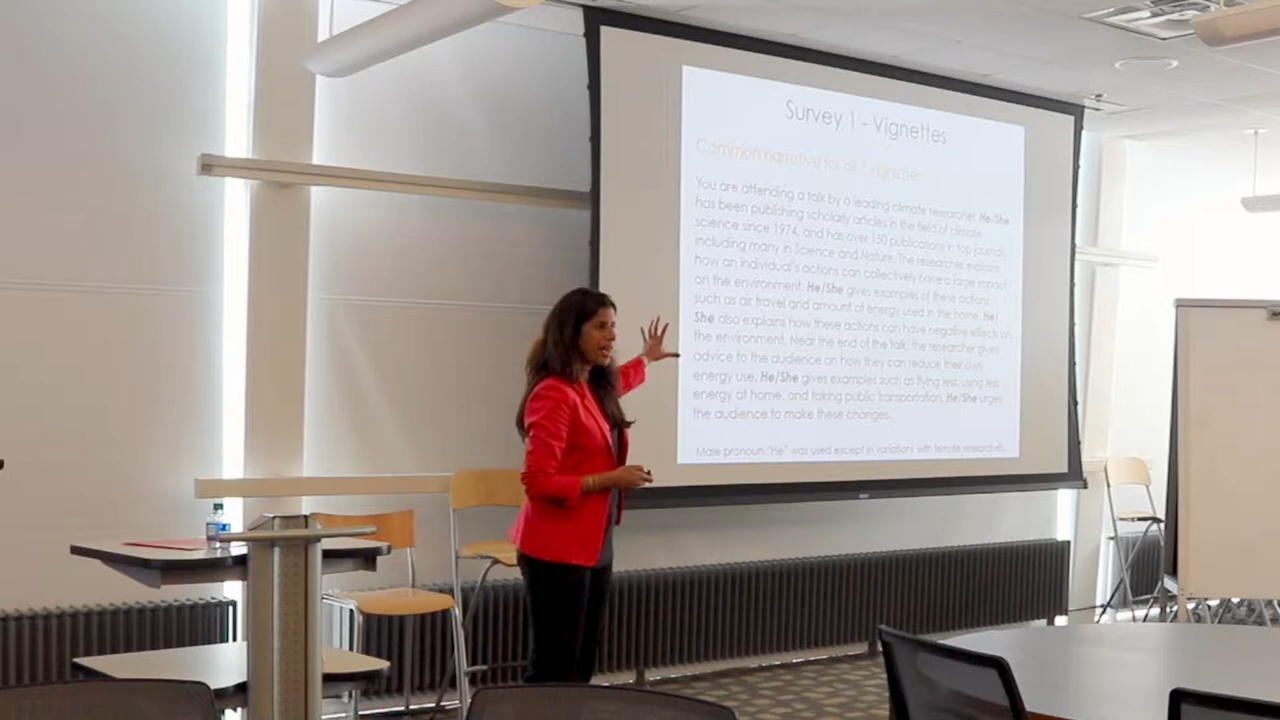 Survey 1 - Vignettes
Common narrative for all 7 vignettes
You are attending a talk by a leading climate researcher. He/She
has been publishing scholarly articles in the field of climate
science since 1974, and has over 150 publications in top journals
including many in Science and Nature. The researcher explains
how an individual's actions can collectively have a large impact
on the environment. He/She gives examples of these actions
such as air travel and amount of energy used in the home. He/
She also explains how these actions can have negative effects on
the environment. Near the end of the talk, the researcher gives
advice to the audience on how they can reduce their own
energy use. He/She gives examples such as flying less, using less
energy at home, and taking public transportation. He/She urges
the audience to make these changes.
Male pronoun "He" was used except in variations with female researchers.